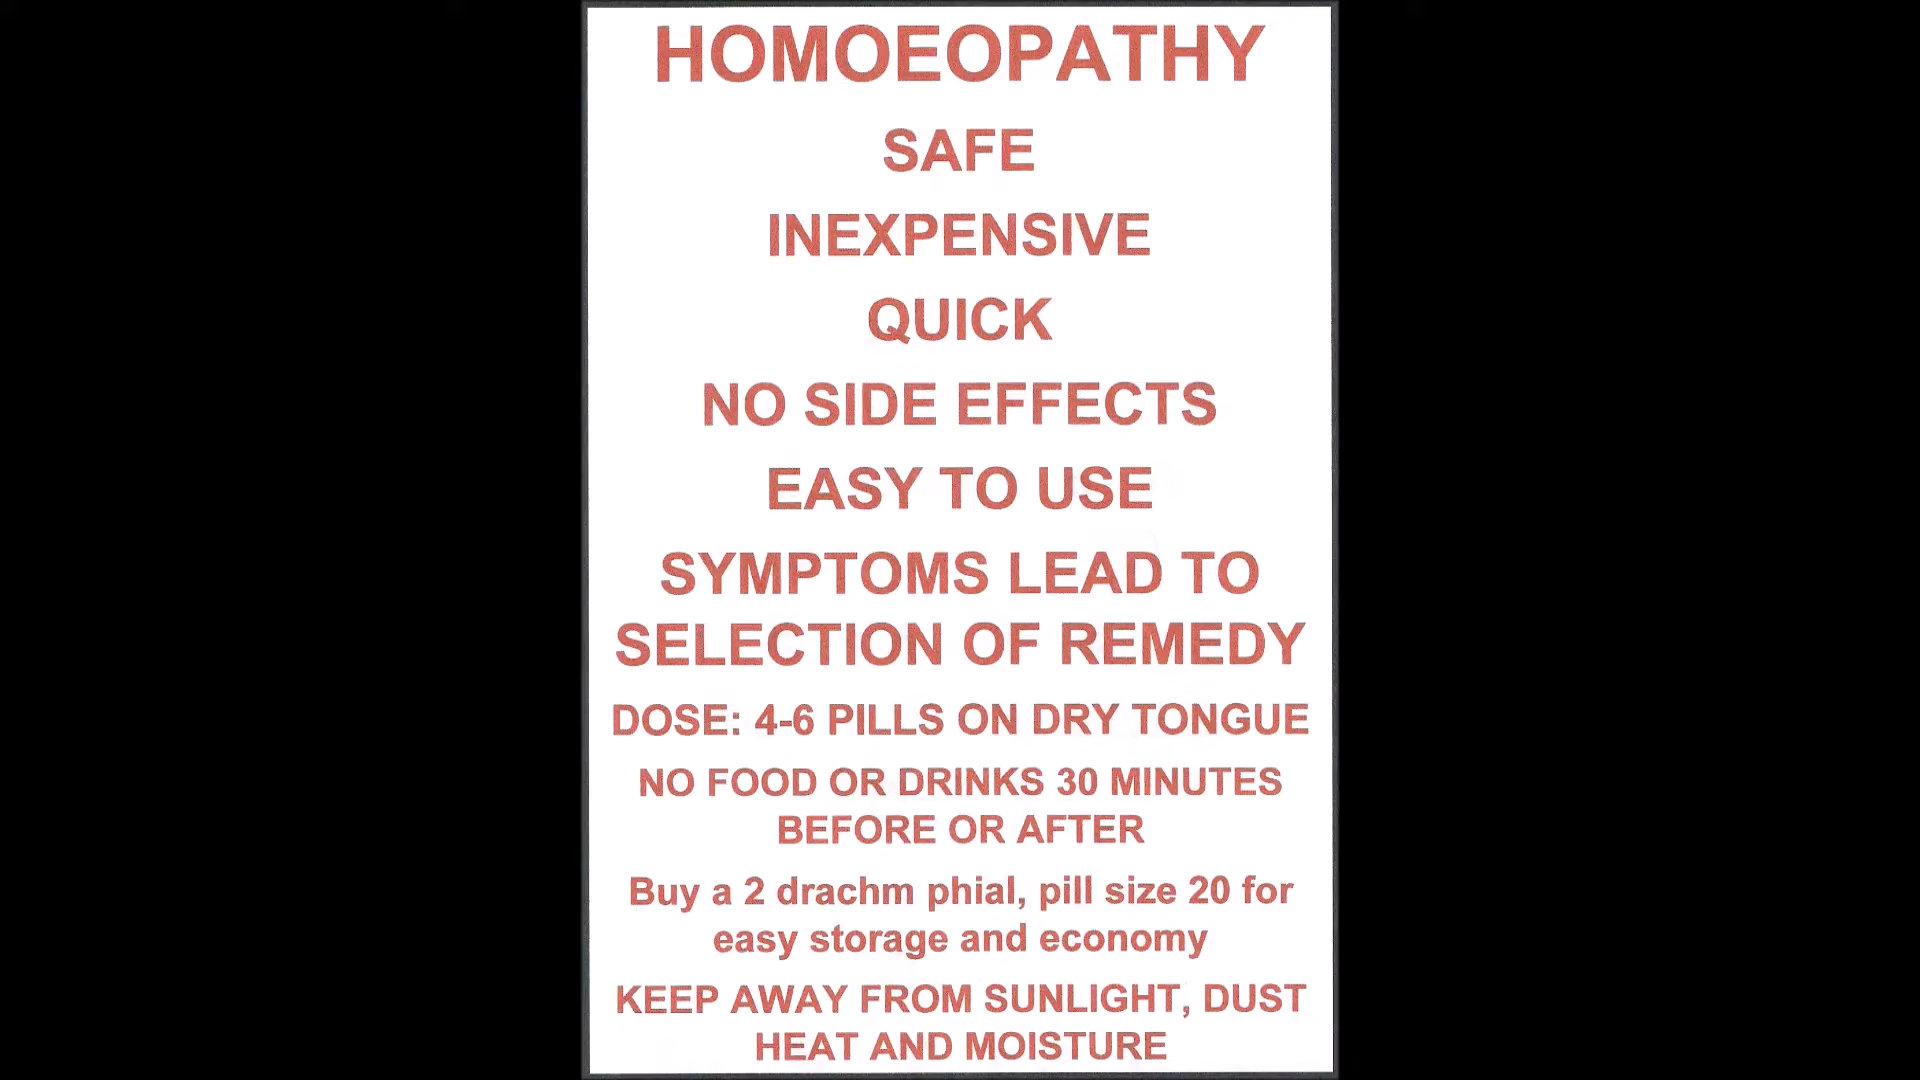 HOMOEOPATHY
SAFE
INEXPENSIVE
QUICK
NO SIDE EFFECTS
EASY TO USE
SYMPTOMS LEAD TO
SELECTION OF REMEDY
DOSE: 4-6 PILLS ON DRY TONGUE
NO FOOD OR DRINKS 30 MINUTES
BEFORE OR AFTER
Buy a 2 drachm phial, pill size 20 for
easy storage and economy
KEEP AWAY FROM SUNLIGHT, DUST
HEAT AND MOISTURE